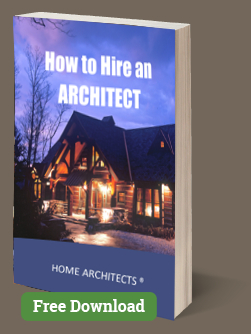 How to Hire an
ARCHITECT
HOME ARCHITECTS ®
Free Download